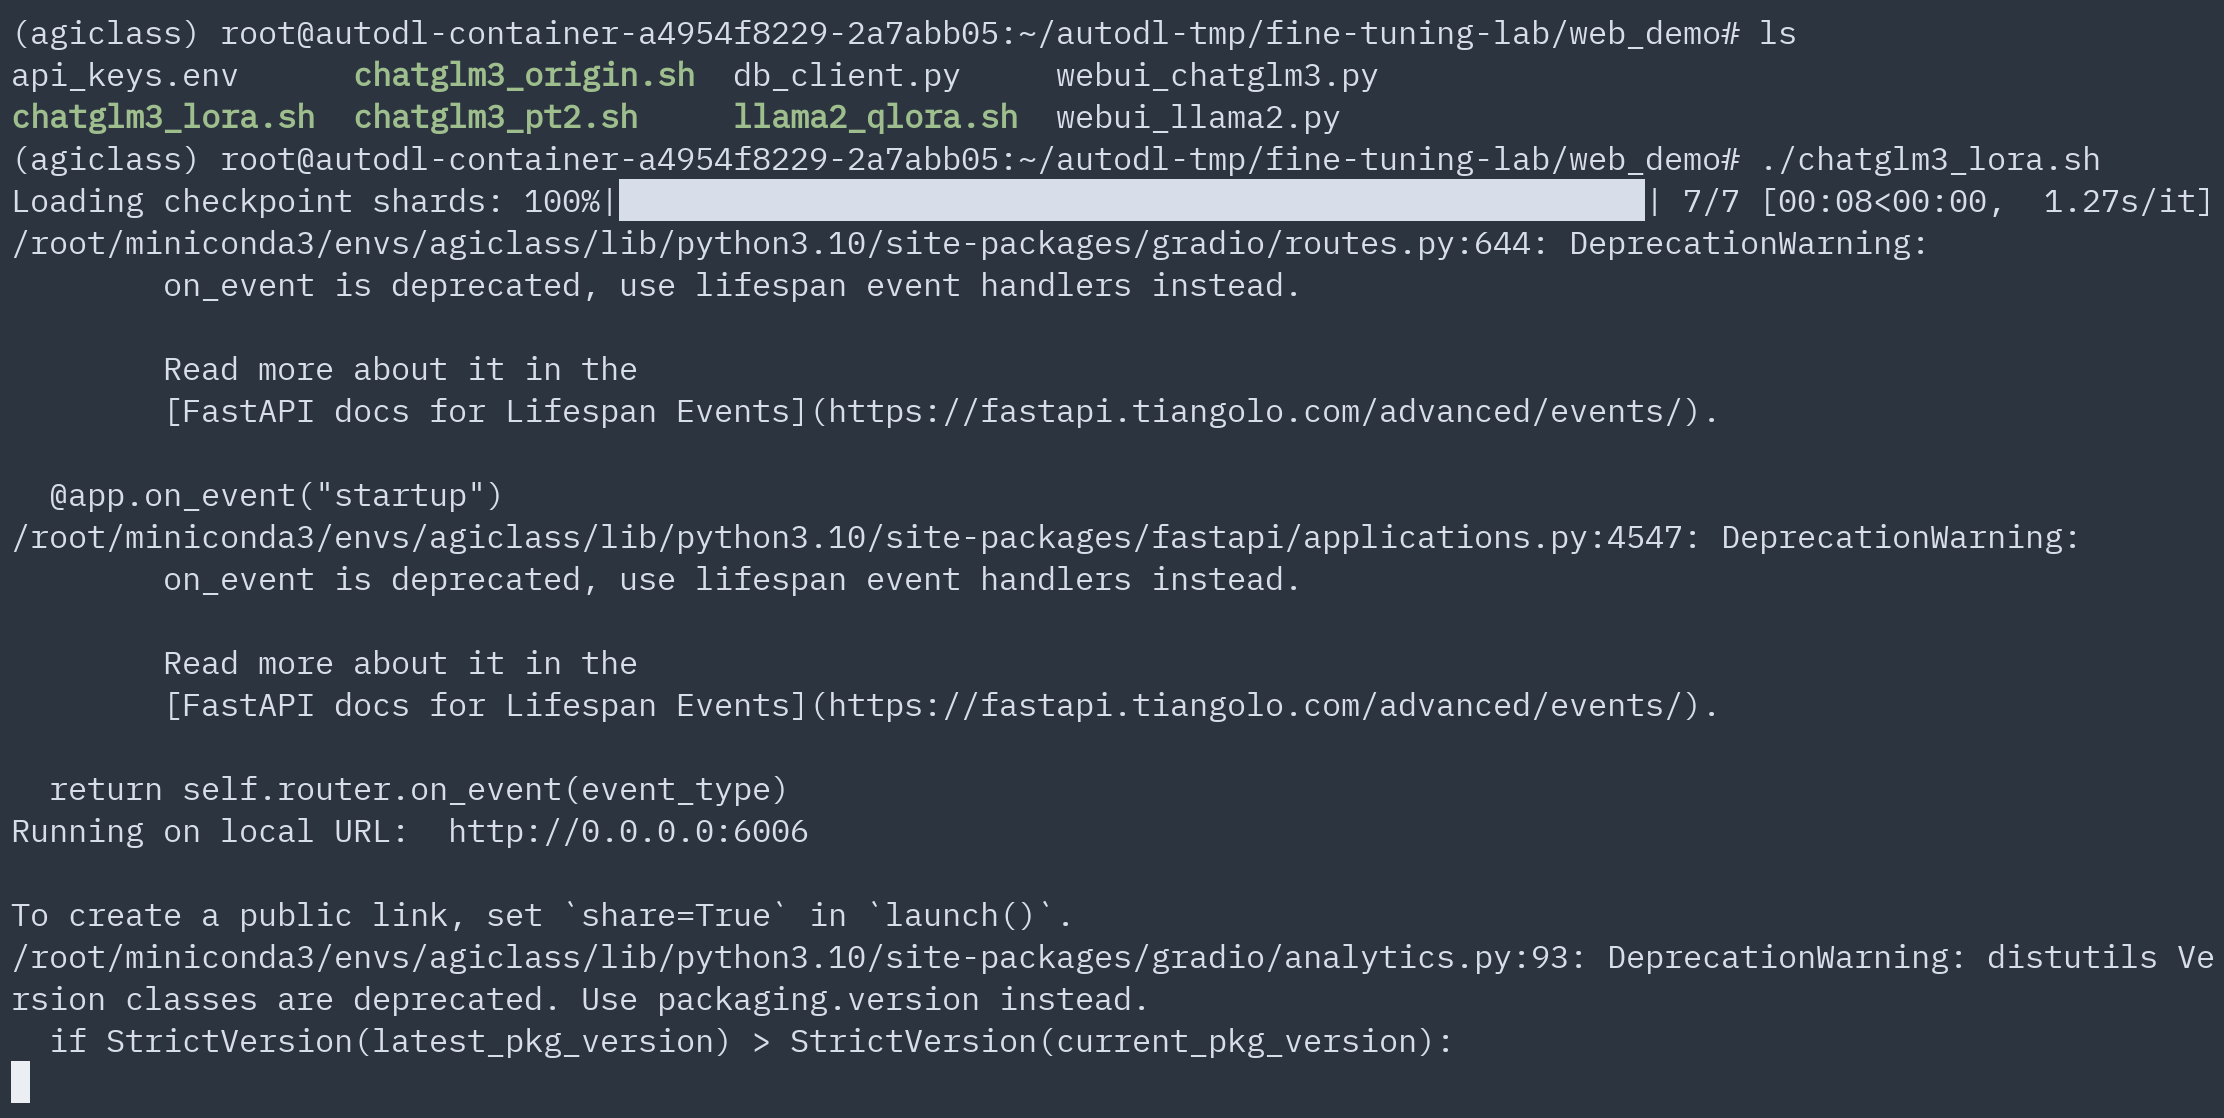 (agiclass) root@autodl-container-a4954f8229-2a7abb05:~/autodl-tmp/fine-tuning-lab/web_demo# ls
api_keys.env      chatglm3_origin.sh  db_client.py     webui_chatglm3.py
chatglm3_lora.sh  chatglm3_pt2.sh     llama2_qlora.sh  webui_llama2.py
(agiclass) root@autodl-container-a4954f8229-2a7abb05:~/autodl-tmp/fine-tuning-lab/web_demo# ./chatglm3_lora.sh
Loading checkpoint shards: 100%|██████████████████████████████████████████████████████| 7/7 [00:08<00:00,  1.27s/it]
/root/miniconda3/envs/agiclass/lib/python3.10/site-packages/gradio/routes.py:644: DeprecationWarning:
        on_event is deprecated, use lifespan event handlers instead.

        Read more about it in the
        [FastAPI docs for Lifespan Events](https://fastapi.tiangolo.com/advanced/events/).

  @app.on_event("startup")
/root/miniconda3/envs/agiclass/lib/python3.10/site-packages/fastapi/applications.py:4547: DeprecationWarning:
        on_event is deprecated, use lifespan event handlers instead.

        Read more about it in the
        [FastAPI docs for Lifespan Events](https://fastapi.tiangolo.com/advanced/events/).

  return self.router.on_event(event_type)
Running on local URL:  http://0.0.0.0:6006

To create a public link, set `share=True` in `launch()`.
/root/miniconda3/envs/agiclass/lib/python3.10/site-packages/gradio/analytics.py:93: DeprecationWarning: distutils Ve
rsion classes are deprecated. Use packaging.version instead.
  if StrictVersion(latest_pkg_version) > StrictVersion(current_pkg_version):